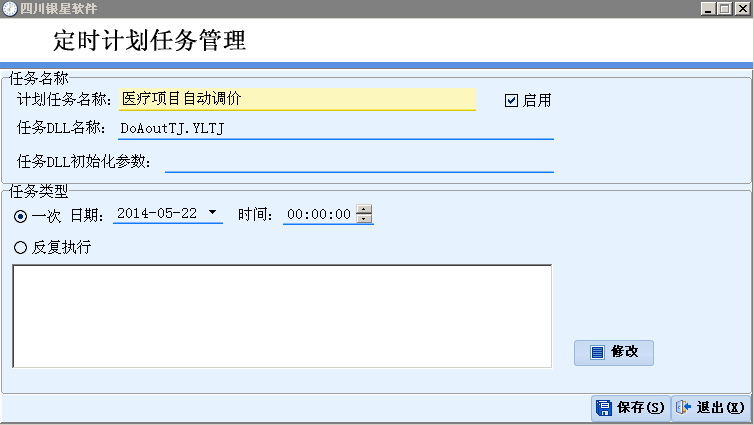 四川银星软件
定时计划任务管理
任务名称
计划任务名称: 医疗项目自动调价 启用
任务DLL名称: DoAoutTJ.YLTJ
任务DLL初始化参数:
任务类型
一次 日期: 2014-05-22 时间: 00:00:00
反复执行
修改
保存(S) 退出(X)